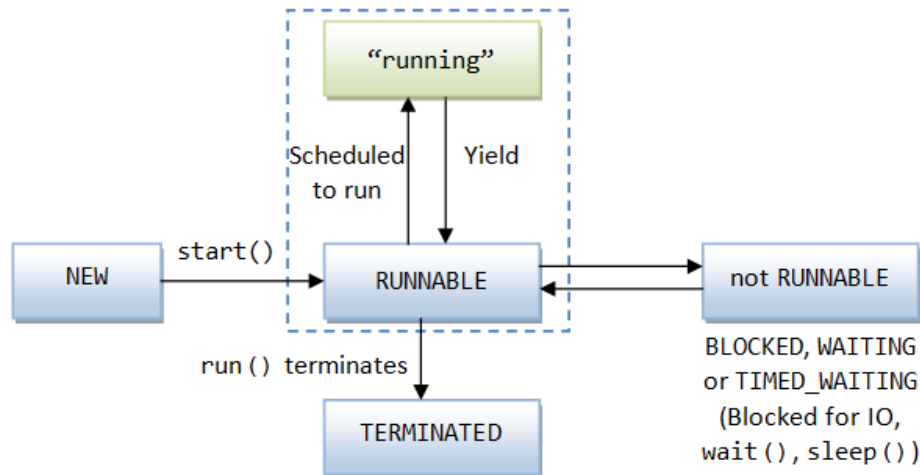 “running”
Scheduled
to run
Yield
NEW
start()
RUNNABLE
not RUNNABLE
BLOCKED, WAITING
or TIMED_WAITING
(Blocked for IO,
wait(), sleep())
run() terminates
TERMINATED